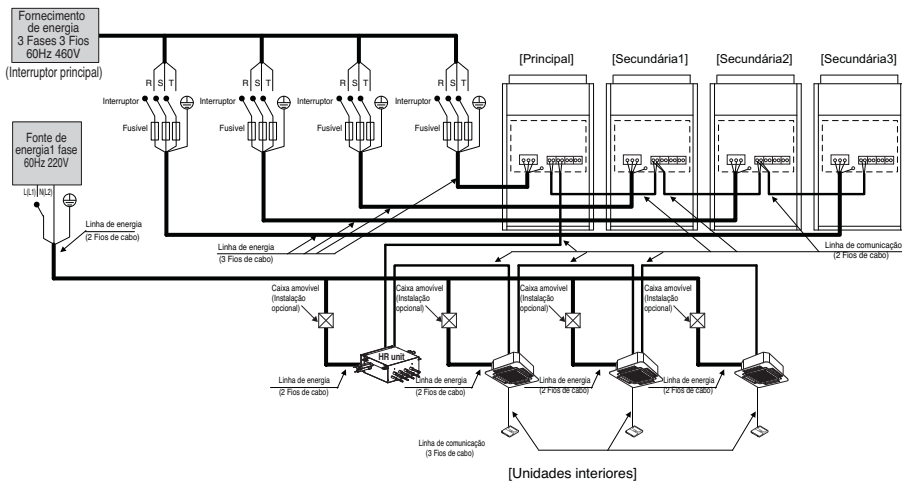 Fornecimento
de energia
3 Fases 3 Fios
60Hz 460V
(Interruptor principal)
R S T
R S T
R S T
R S T
Interruptor
Interruptor
Interruptor
Interruptor
Fusível
Fusível
Fusível
Fusível
[Principal]
[Secundária1]
[Secundária2]
[Secundária3]
Fonte de
energia1 fase
60Hz 220V
L(L1) N(L2)
Linha de energia
(2 Fios de cabo)
Linha de energia
(3 Fios de cabo)
Linha de comunicação
(2 Fios de cabo)
Caixa amovível
(Instalação
opcional)
Caixa amovível
(Instalação
opcional)
Caixa amovível
(Instalação
opcional)
Caixa amovível
(Instalação
opcional)
HR unit
Linha de energia
(2 Fios de cabo)
Linha de energia
(2 Fios de cabo)
Linha de energia
(2 Fios de cabo)
Linha de energia
(2 Fios de cabo)
Linha de comunicação
(3 Fios de cabo)
[Unidades interiores]